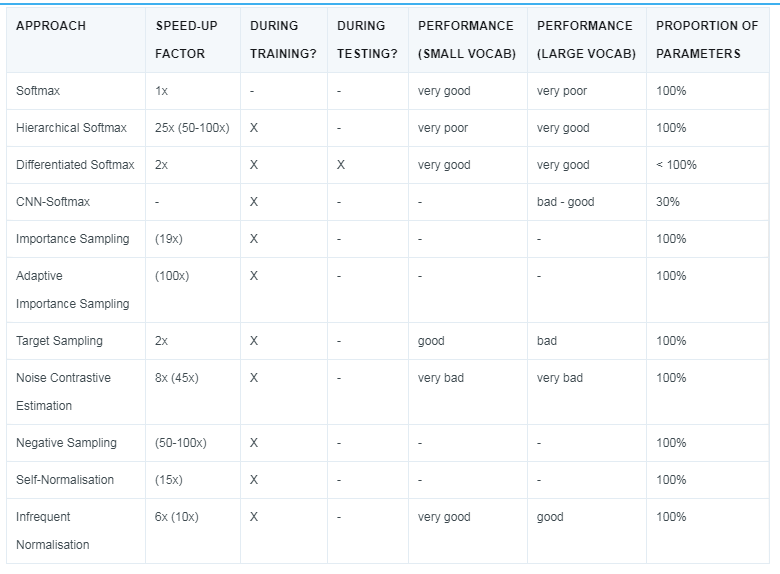 APPROACH SPEED-UP FACTOR DURING TRAINING? DURING TESTING? PERFORMANCE (SMALL VOCAB) PERFORMANCE (LARGE VOCAB) PROPORTION OF PARAMETERS
Softmax 1x - - very good very poor 100%
Hierarchical Softmax 25x (50-100x) X - very poor very good 100%
Differentiated Softmax 2x X X very good very good < 100%
CNN-Softmax - X - - bad - good 30%
Importance Sampling (19x) X - - - 100%
Adaptive Importance Sampling (100x) X - - - 100%
Target Sampling 2x X - good bad 100%
Noise Contrastive Estimation 8x (45x) X - very bad very bad 100%
Negative Sampling (50-100x) X - - - 100%
Self-Normalisation (15x) X - - - 100%
Infrequent Normalisation 6x (10x) X - very good good 100%